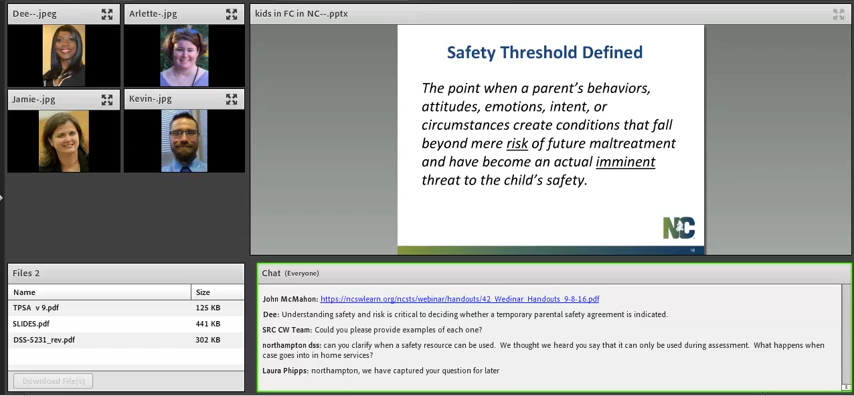 Dee--.jpeg
Arlette-.jpg
kids in FC in NC--.pptx
Jamie-.jpg
Kevin-.jpg
Safety Threshold Defined
The point when a parent's behaviors,
attitudes, emotions, intent, or
circumstances create conditions that fall
beyond mere risk of future maltreatment
and have become an actual imminent
threat to the child's safety.
NC
Files 2
Name Size
TPSA v 9.pdf 125 KB
SLIDES.pdf 441 KB
DSS-5231_rev.pdf 302 KB
Download File(s)
Chat (Everyone)
John McMahon: https://ncswlearn.org/ncsts/webinar/handouts/42_Wedinar_Handouts_9-8-16.pdf
Dee: Understanding safety and risk is critical to deciding whether a temporary parental safety agreement is indicated.
SRC CW Team: Could you please provide examples of each one?
northampton dss: can you clarify when a safety resource can be used. We thought we heard you say that it can only be used during assessment. What happens when
case goes into in home services?
Laura Phipps: northampton, we have captured your question for later